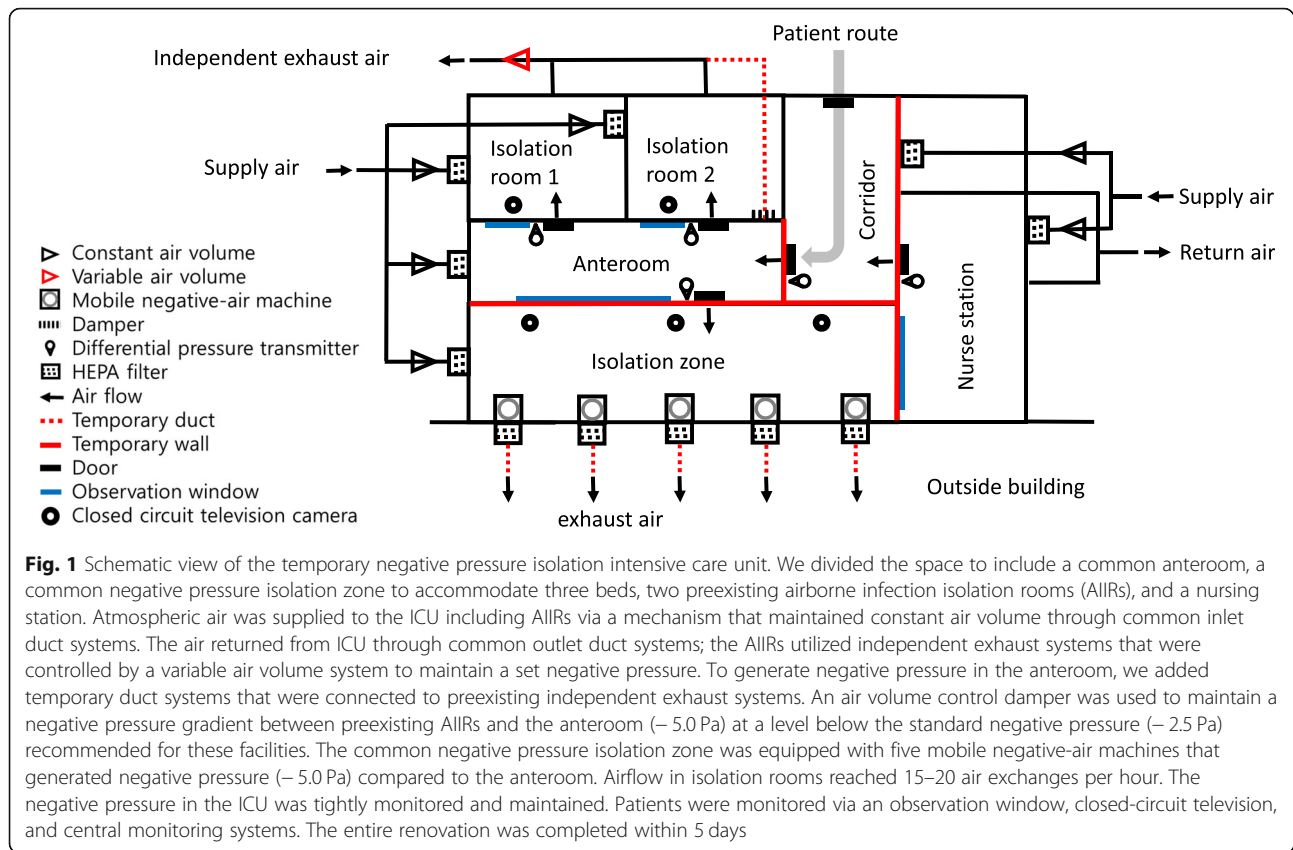 Patient route
Independent exhaust air
Supply air
Isolation
room 1
Isolation
room 2
Corridor
Supply air
Return air
Anteroom
Nurse station
Isolation zone
Constant air volume
Variable air volume
Mobile negative-air machine
Damper
Differential pressure transmitter
HEPA filter
Air flow
Temporary duct
Temporary wall
Door
Observation window
Closed circuit television camera
Outside building
exhaust air
Fig. 1 Schematic view of the temporary negative pressure isolation intensive care unit. We divided the space to include a common anteroom, a
common negative pressure isolation zone to accommodate three beds, two preexisting airborne infection isolation rooms (AIIRs), and a nursing
station. Atmospheric air was supplied to the ICU including AIIRs via a mechanism that maintained constant air volume through common inlet
duct systems. The air returned from ICU through common outlet duct systems; the AIIRs utilized independent exhaust systems that were
controlled by a variable air volume system to maintain a set negative pressure. To generate negative pressure in the anteroom, we added
temporary duct systems that were connected to preexisting independent exhaust systems. An air volume control damper was used to maintain a
negative pressure gradient between preexisting AIIRs and the anteroom (− 5.0 Pa) at a level below the standard negative pressure (− 2.5 Pa)
recommended for these facilities. The common negative pressure isolation zone was equipped with five mobile negative-air machines that
generated negative pressure (− 5.0 Pa) compared to the anteroom. Airflow in isolation rooms reached 15–20 air exchanges per hour. The
negative pressure in the ICU was tightly monitored and maintained. Patients were monitored via an observation window, closed-circuit television,
and central monitoring systems. The entire renovation was completed within 5 days